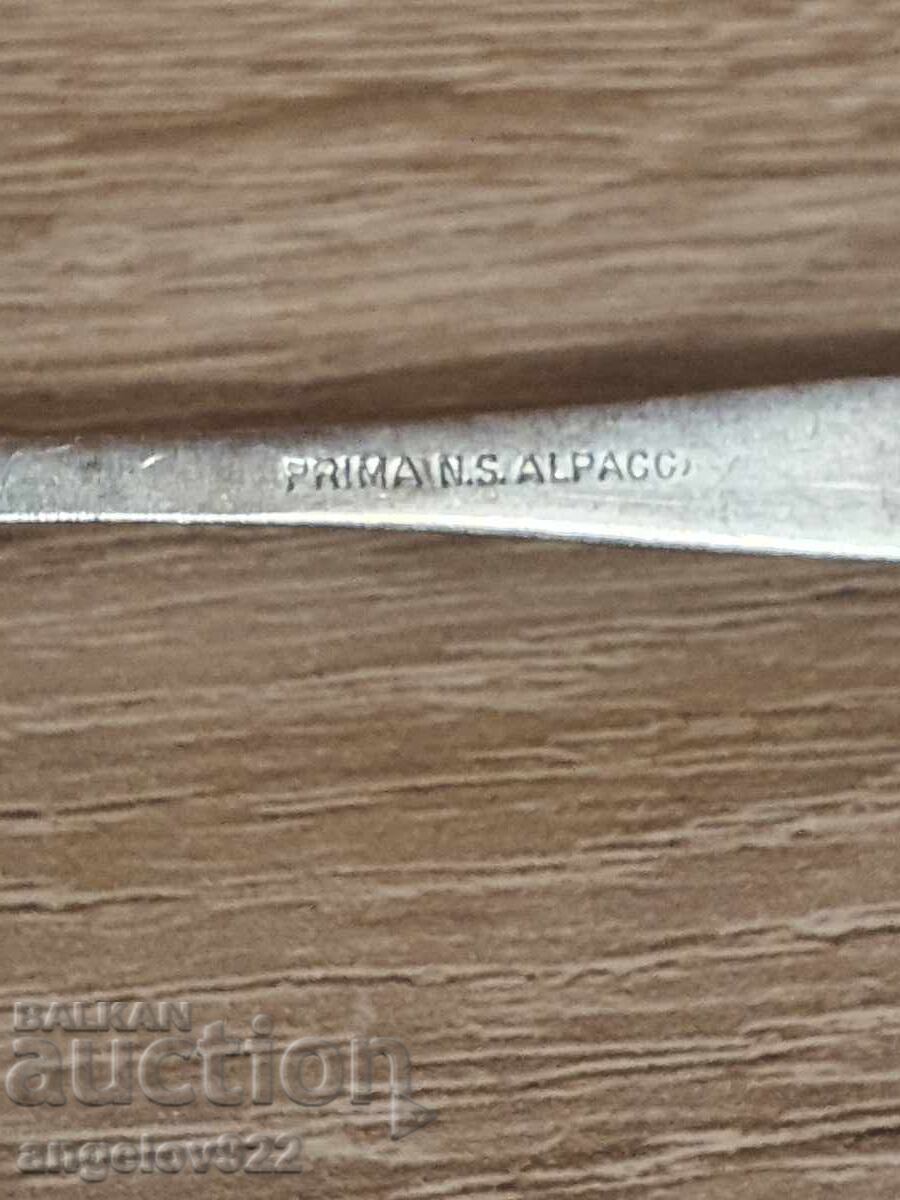 PRIMA N.S. ALPACC
BALKAN
auction
angelov922